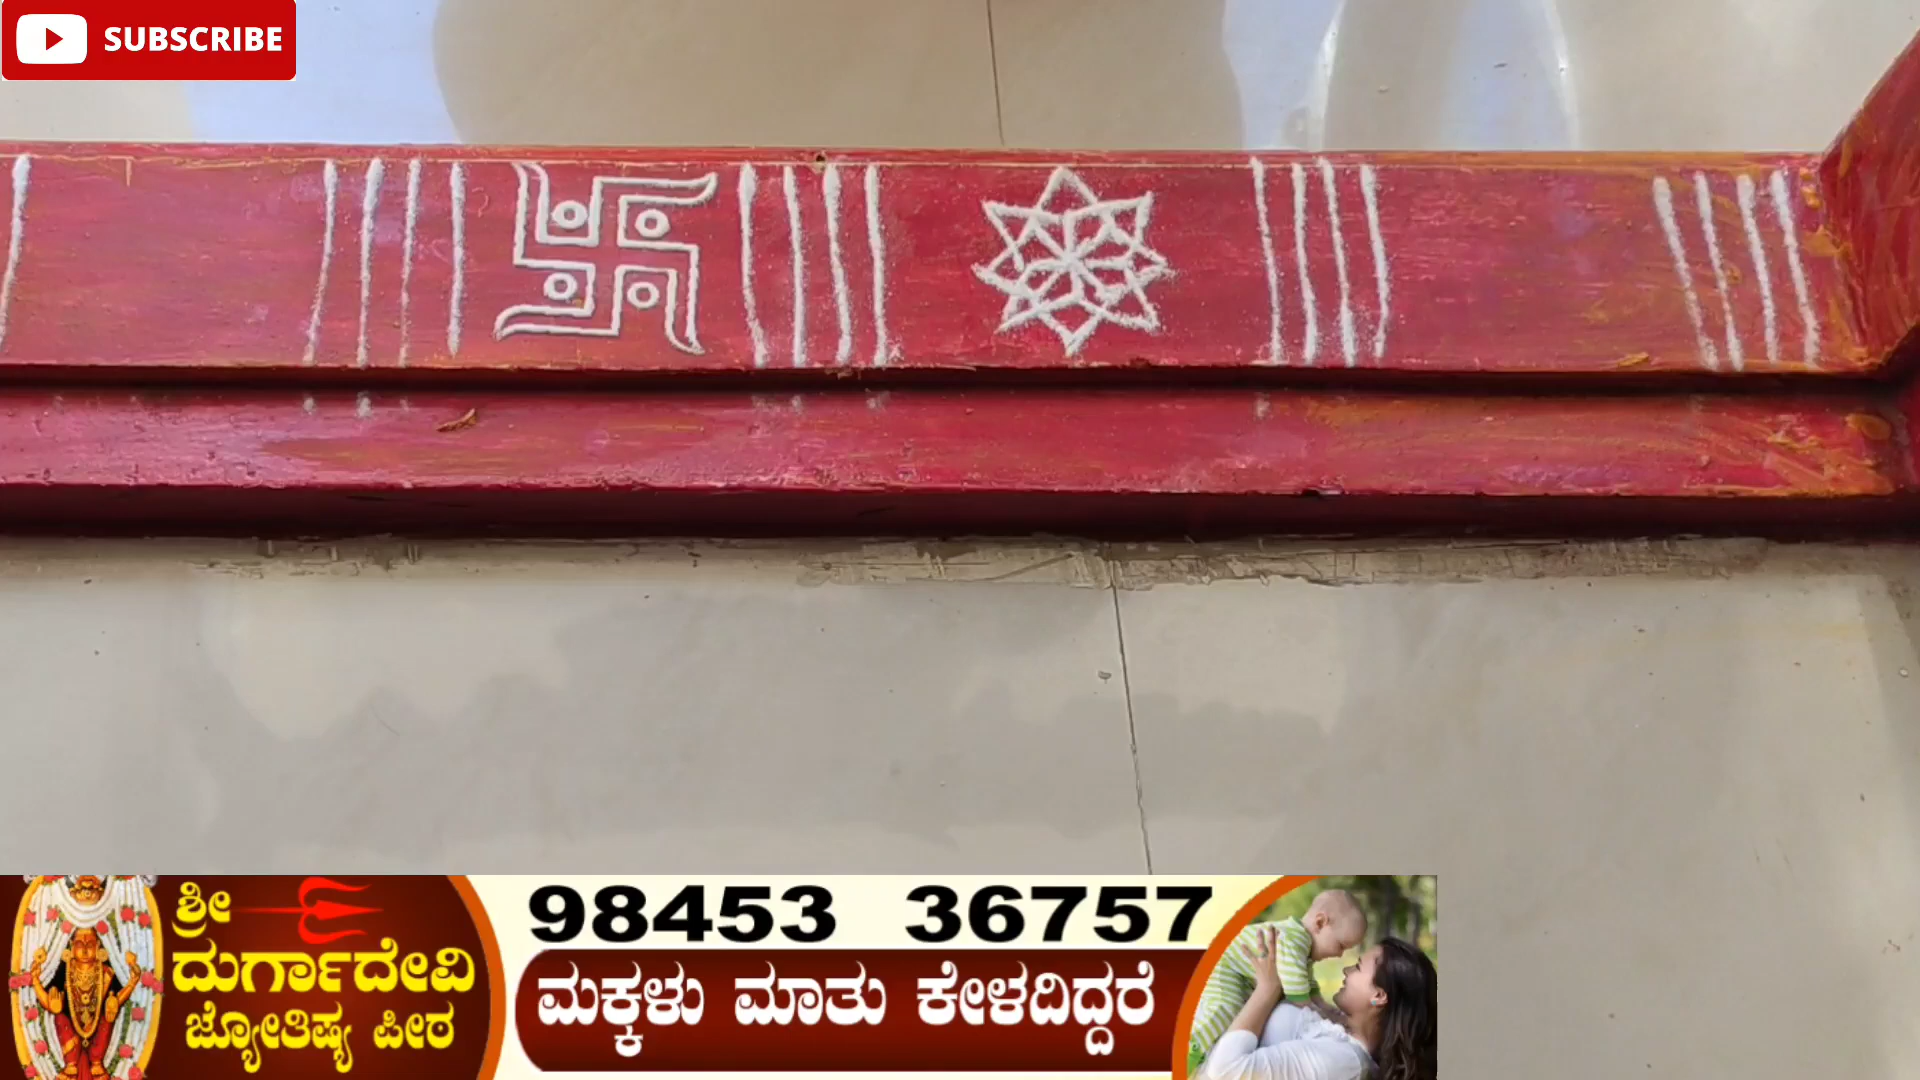 SUBSCRIBE
ಶ್ರೀ
ದುರ್ಗಾದೇವಿ
ಜ್ಯೋತಿಷ್ಯ ಪೀಠ
98453 36757
ಮಕ್ಕಳು ಮಾತು ಕೇಳದಿದ್ದರೆ